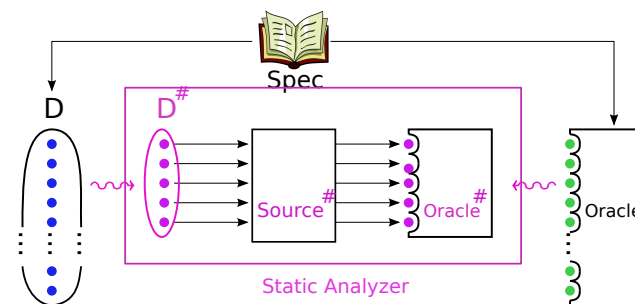 Spec
D
D#
Source#
Oracle#
Oracle
Static Analyzer